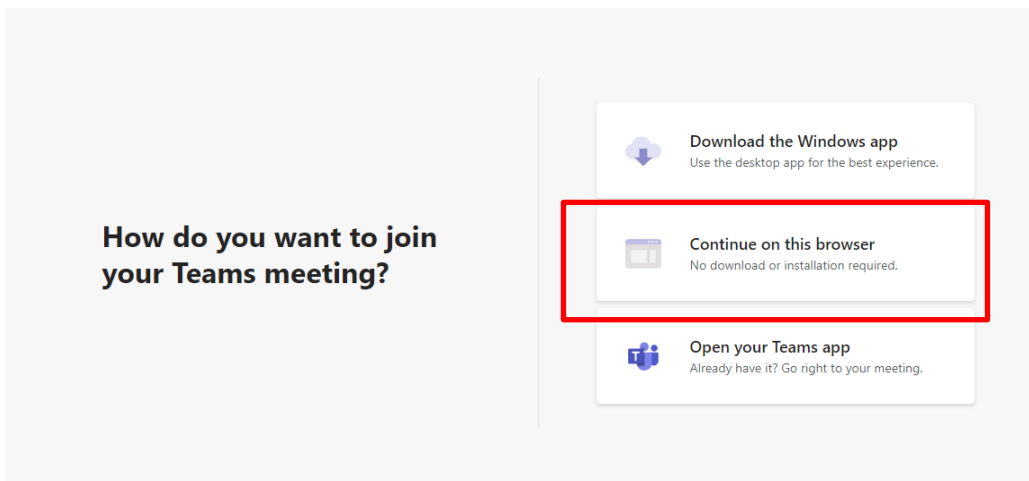 How do you want to join
your Teams meeting?
Download the Windows app
Use the desktop app for the best experience.
Continue on this browser
No download or installation required.
Open your Teams app
Already have it? Go right to your meeting.